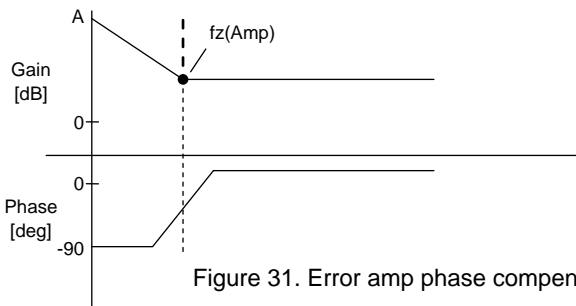 A
fz(Amp)
Gain
[dB]
0
0
Phase
[deg]
-90
Figure 31. Error amp phase compen